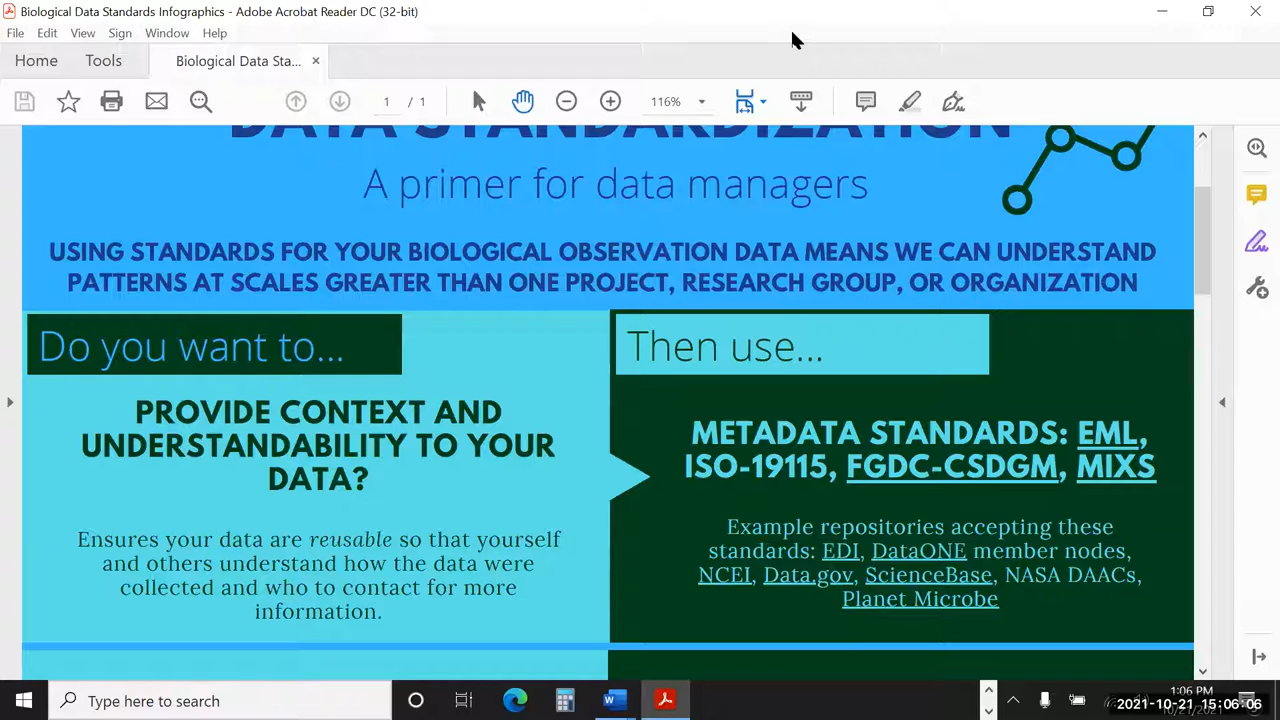 Biological Data Standards Infographics - Adobe Acrobat Reader DC (32-bit)
File Edit View Sign Window Help
Home Tools Biological Data Sta... ×
1 / 1 116%
DATA STANDARDIZATION
A primer for data managers
USING STANDARDS FOR YOUR BIOLOGICAL OBSERVATION DATA MEANS WE CAN UNDERSTAND
PATTERNS AT SCALES GREATER THAN ONE PROJECT, RESEARCH GROUP, OR ORGANIZATION
Do you want to...
PROVIDE CONTEXT AND
UNDERSTANDABILITY TO YOUR
DATA?
Ensures your data are reusable so that yourself
and others understand how the data were
collected and who to contact for more
information.
Then use...
METADATA STANDARDS: EML,
ISO-19115, FGDC-CSDGM, MIXS
Example repositories accepting these
standards: EDI, DataONE member nodes,
NCEI, Data.gov, ScienceBase, NASA DAACs,
Planet Microbe
Type here to search
1:06 PM
2021-10-21 15:06:06